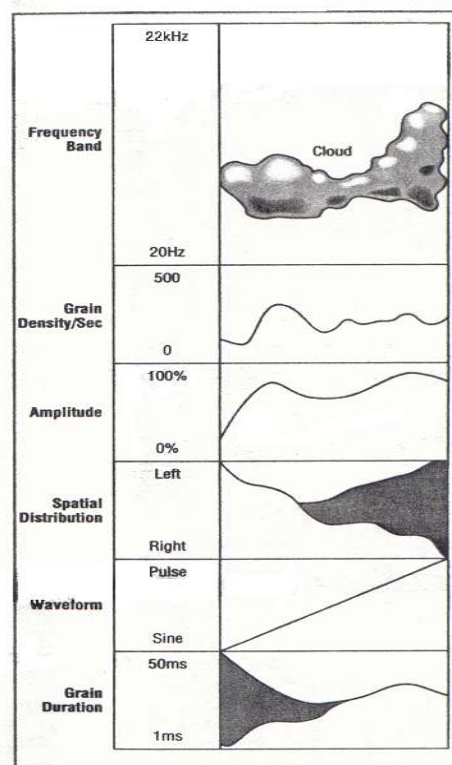 22kHz
Frequency
Band
Cloud
20Hz
Grain
Density/Sec
500
0
Amplitude
100%
0%
Spatial
Distribution
Left
Right
Waveform
Pulse
Sine
Grain
Duration
50ms
1ms